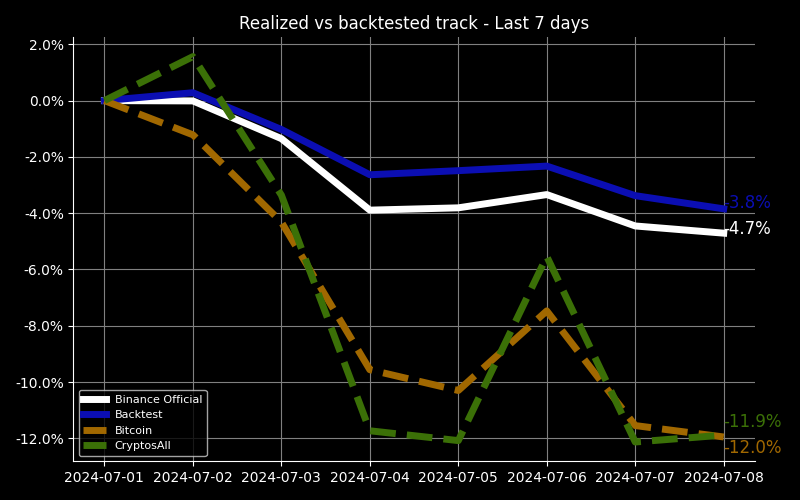 Realized vs backtested track - Last 7 days
2.0%
0.0%
-2.0%
-4.0%
-6.0%
-8.0%
-10.0%
-12.0%
-3.8%
-4.7%
-11.9%
-12.0%
Binance Official
Backtest
Bitcoin
CryptosAll
2024-07-01 2024-07-02 2024-07-03 2024-07-04 2024-07-05 2024-07-06 2024-07-07 2024-07-08